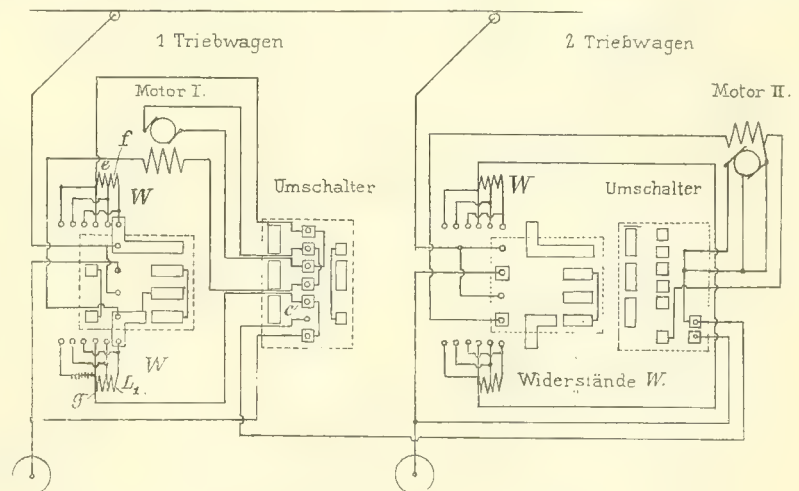 1 Triebwagen
2 Triebwagen
Motor I.
Motor II.
f
e
W
Umschalter
W
Umschalter
c
W
L1.
g
Widerstände W.